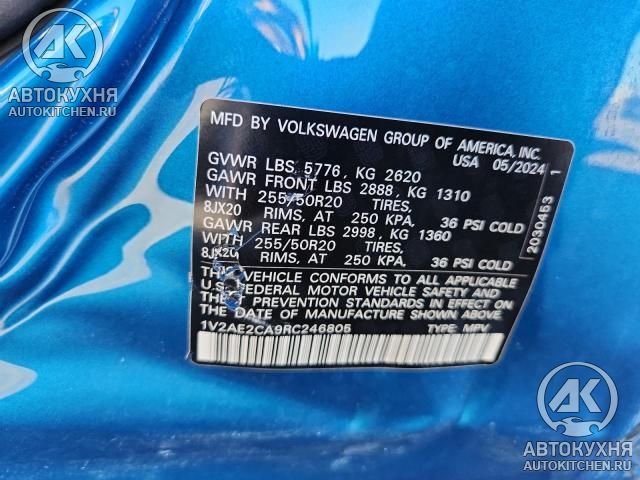 AK
АВТОКУХНЯ
AUTOKITCHEN.RU
MFD BY VOLKSWAGEN GROUP OF AMERICA, INC.
USA 05/2024 1
GVWR LBS 5776, KG 2620
GAWR FRONT LBS 2888, KG 1310
WITH 255/50R20 TIRES,
8JX20 RIMS, AT 250 KPA, 36 PSI COLD
GAWR REAR LBS 2998, KG 1360
WITH 255/50R20 TIRES,
8JX20 RIMS, AT 250 KPA, 36 PSI COLD
THIS VEHICLE CONFORMS TO ALL APPLICABLE
U.S. FEDERAL MOTOR VEHICLE SAFETY AND
THEFT PREVENTION STANDARDS IN EFFECT ON
THE DATE OF MANUFACTURE SHOWN ABOVE.
1V2AE2CA9RC246805 TYPE: MPV
2030453
AK
АВТОКУХНЯ
AUTOKITCHEN.RU